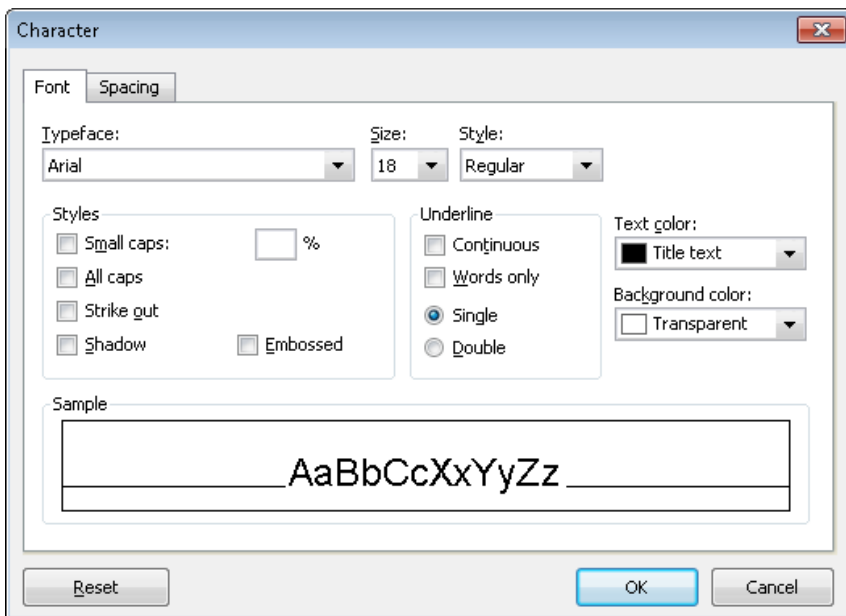 Character
Font Spacing
Typeface: Size: Style:
Arial 18 Regular
Styles Underline
Text color:
Small caps: % Continuous
Title text
All caps Words only
Background color:
Strike out Single
Transparent
Shadow Embossed Double
Sample
AaBbCcXxYyZz
Reset OK Cancel